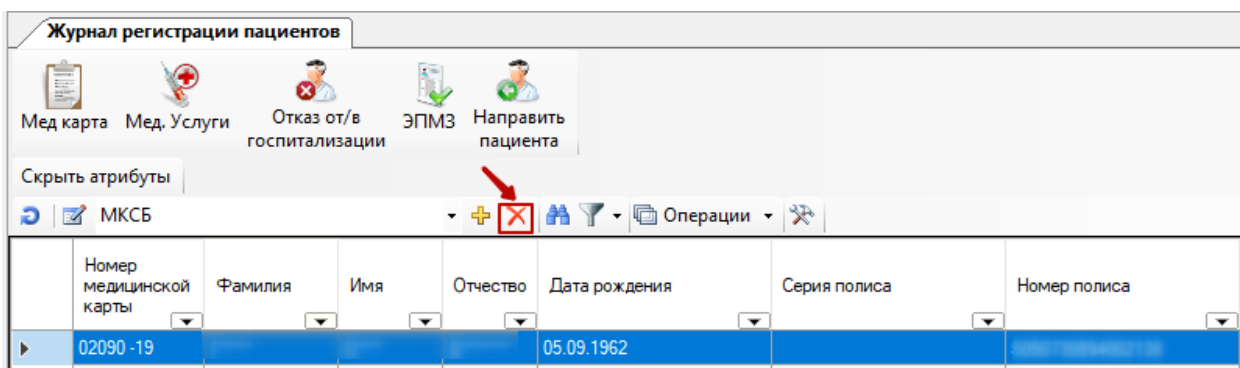 Журнал регистрации пациентов
Мед карта
Мед. Услуги
Отказ от/в
госпитализации
ЭПМЗ
Направить
пациента
Скрыть атрибуты
МКСБ
Операции
Номер
медицинской
карты
Фамилия
Имя
Отчество
Дата рождения
Серия полиса
Номер полиса
02090 -19
05.09.1962